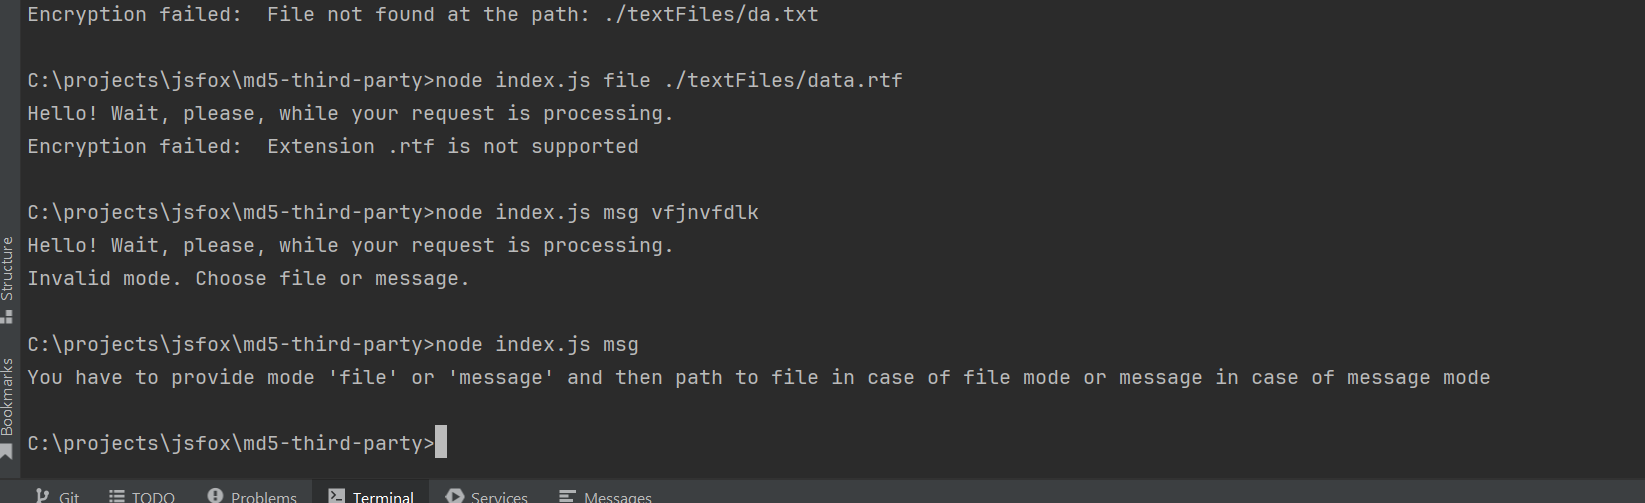 Encryption failed:  File not found at the path: ./textFiles/da.txt
C:\projects\jsfox\md5-third-party>node index.js file ./textFiles/data.rtf
Hello! Wait, please, while your request is processing.
Encryption failed:  Extension .rtf is not supported
C:\projects\jsfox\md5-third-party>node index.js msg vfjnvfdlk
Hello! Wait, please, while your request is processing.
Invalid mode. Choose file or message.
C:\projects\jsfox\md5-third-party>node index.js msg
You have to provide mode 'file' or 'message' and then path to file in case of file mode or message in case of message mode
C:\projects\jsfox\md5-third-party>
Structure
Bookmarks
Git TODO Problems Terminal Services Messages